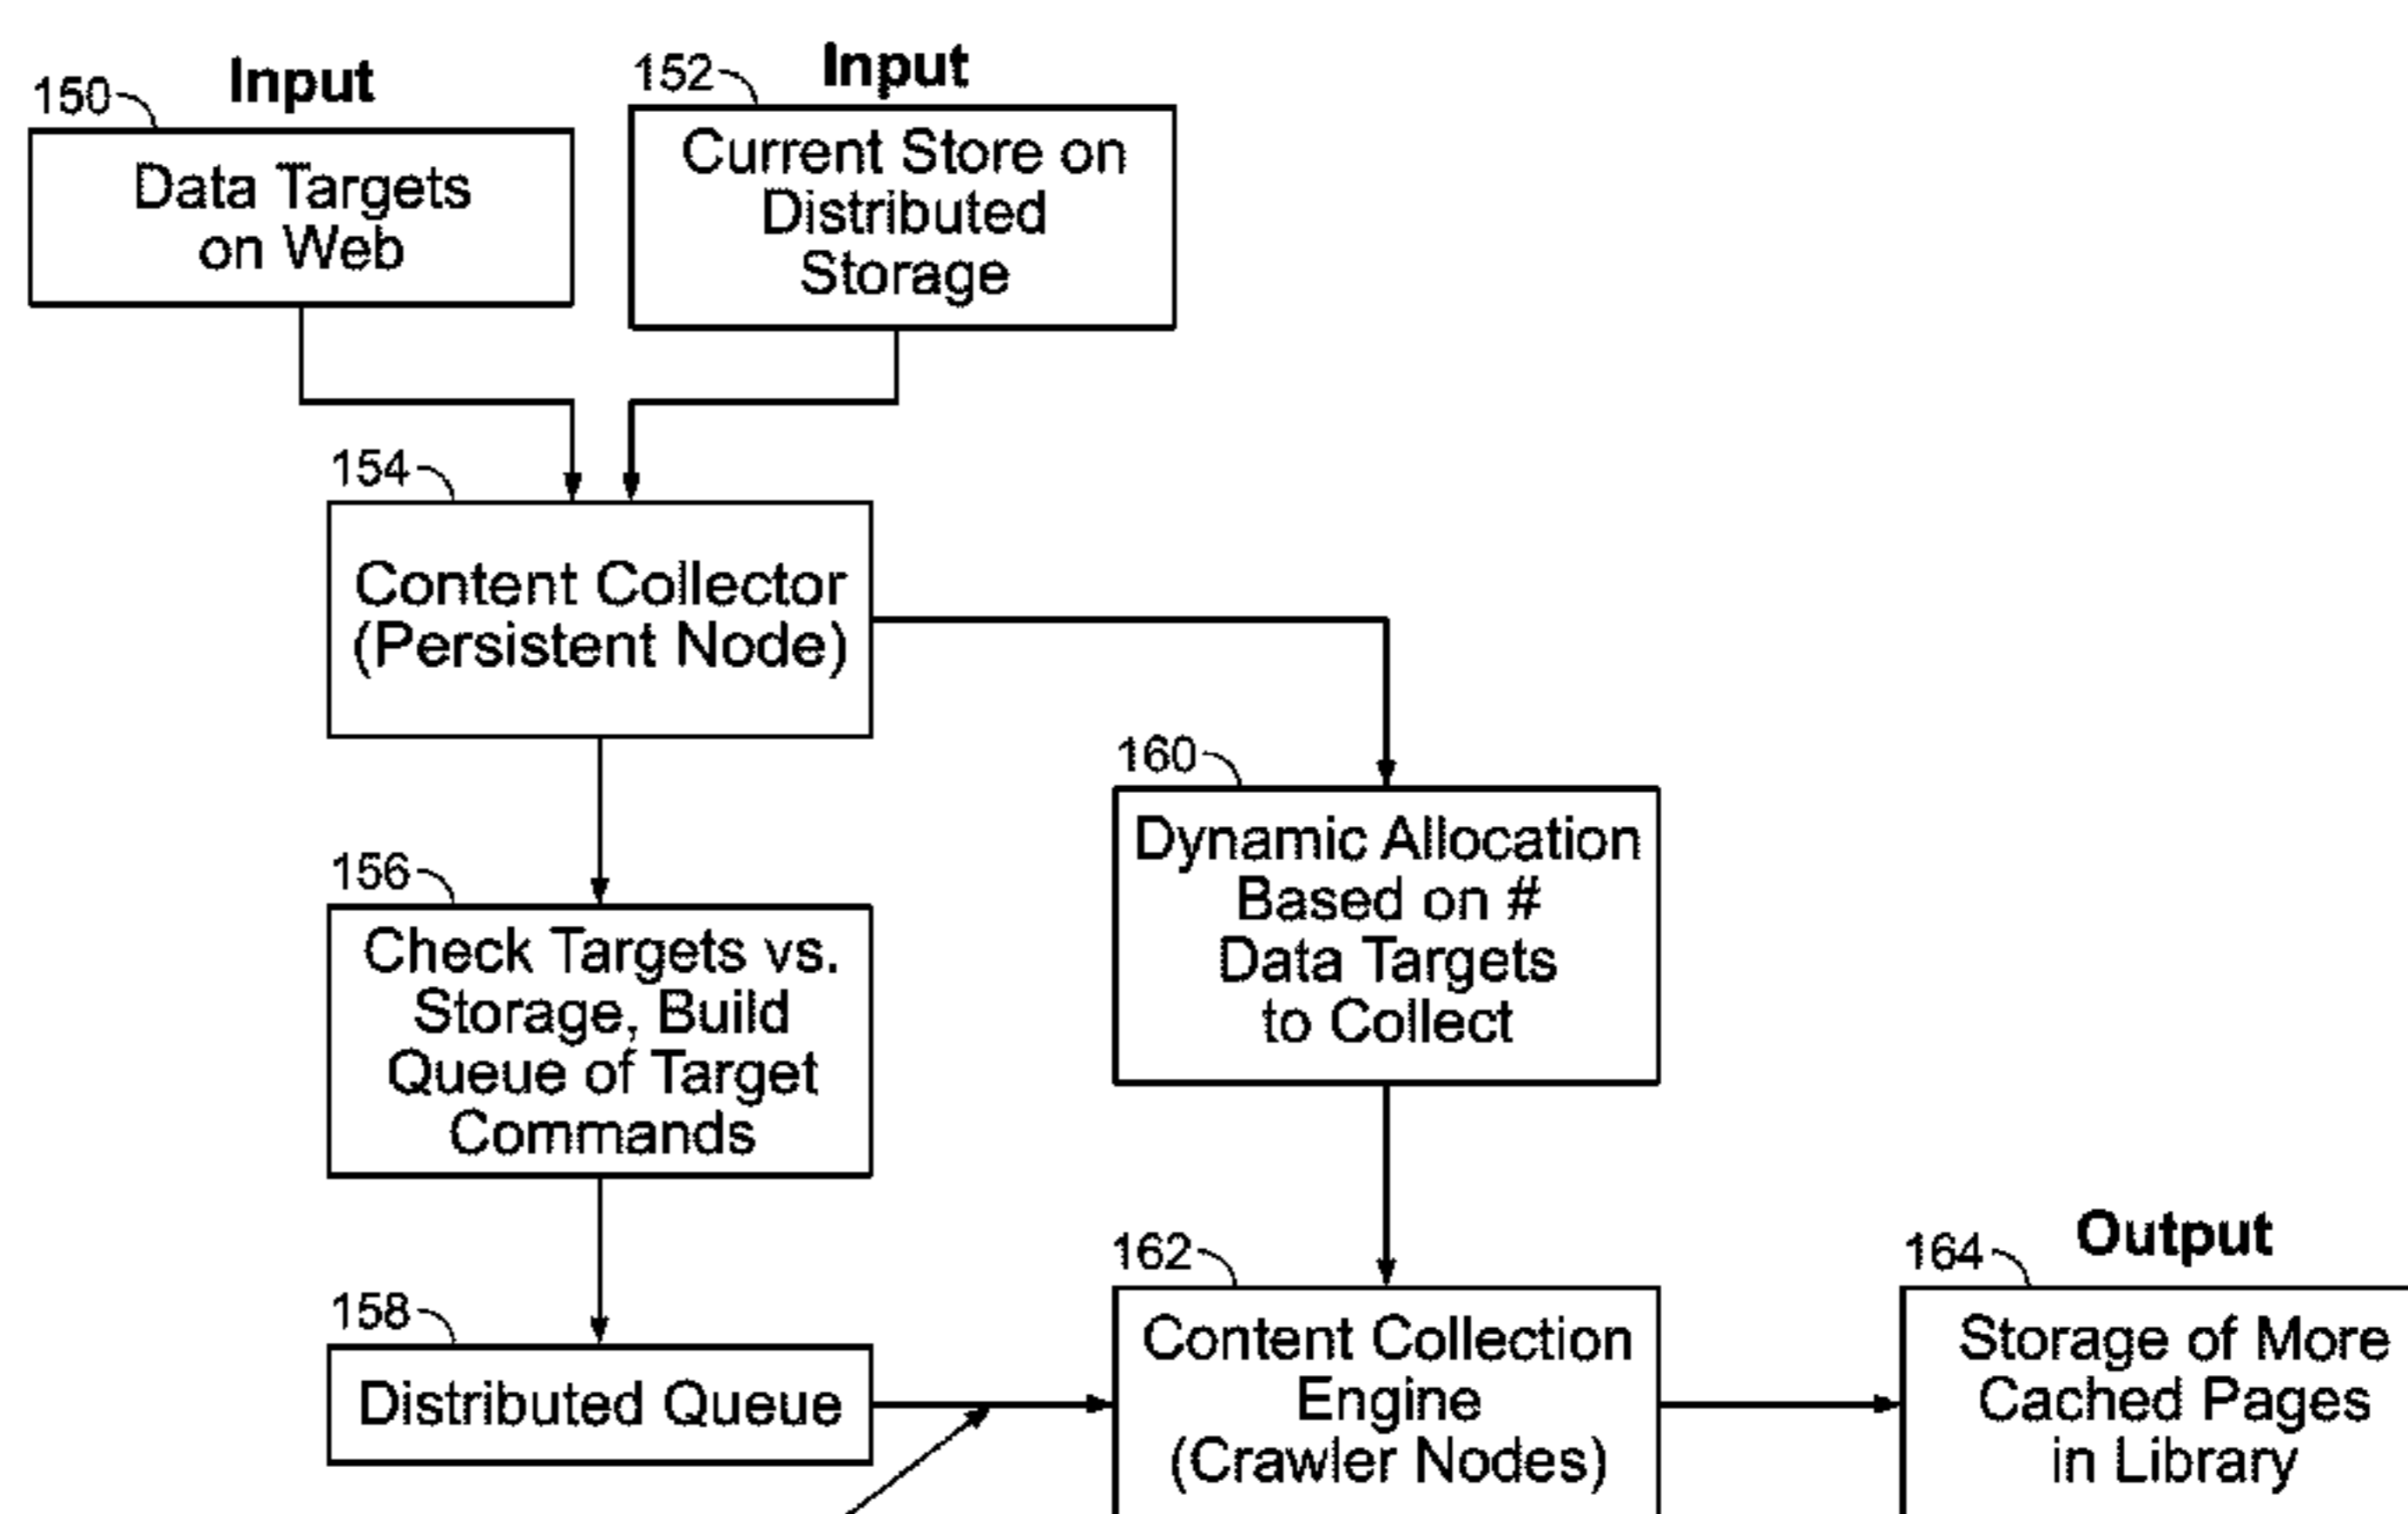 Input
150
Data Targets
on Web
Input
152
Current Store on
Distributed
Storage
154
Content Collector
(Persistent Node)
156
Check Targets vs.
Storage, Build
Queue of Target
Commands
158
Distributed Queue
160
Dynamic Allocation
Based on #
Data Targets
to Collect
162
Content Collection
Engine
(Crawler Nodes)
Output
164
Storage of More
Cached Pages
in Library